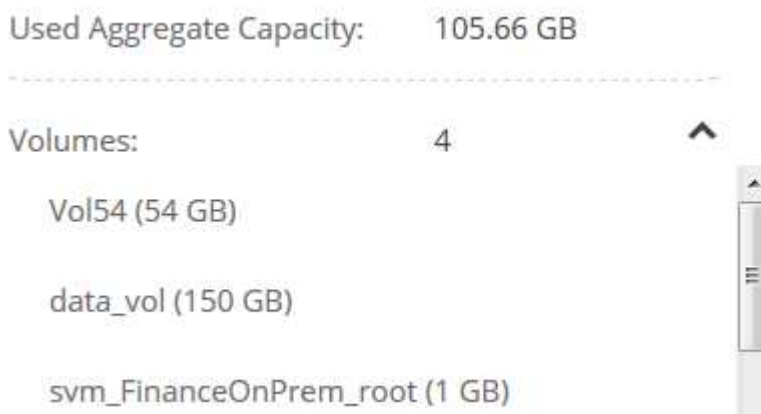 Used Aggregate Capacity: 105.66 GB
Volumes: 4
Vol54 (54 GB)
data_vol (150 GB)
svm_FinanceOnPrem_root (1 GB)